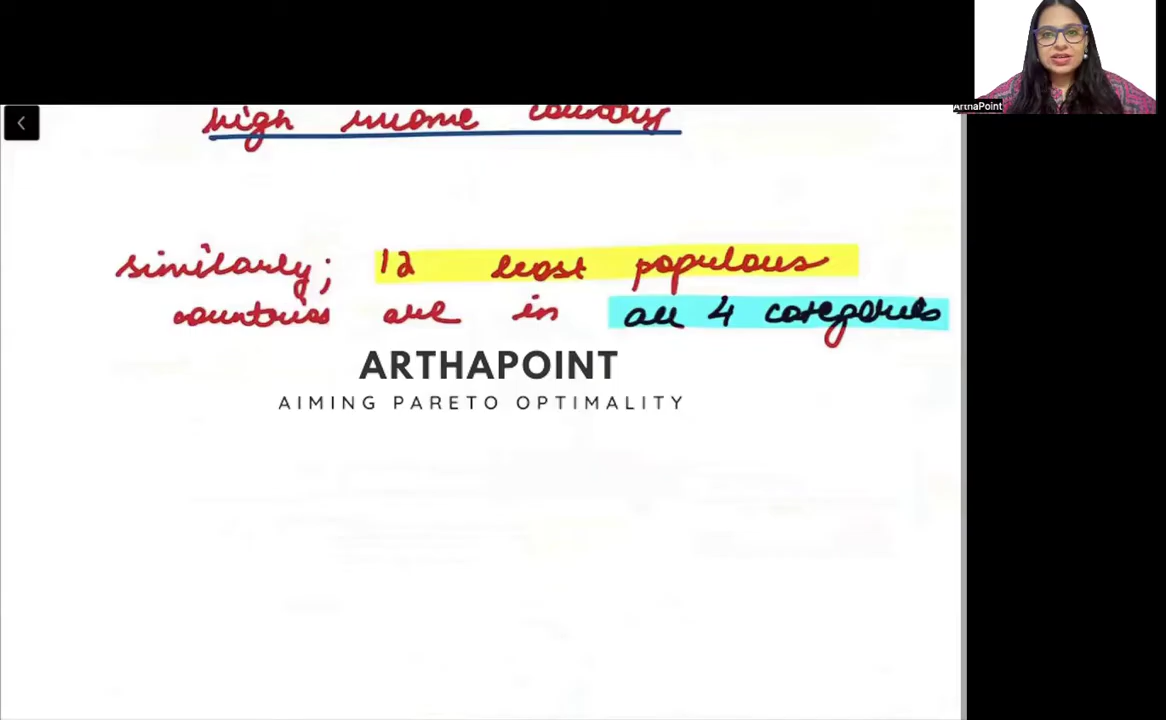 ArthaPoint
high income country
similarly; 12 least populous
countries are in all 4 categories
ARTHAPOINT
AIMING PARETO OPTIMALITY